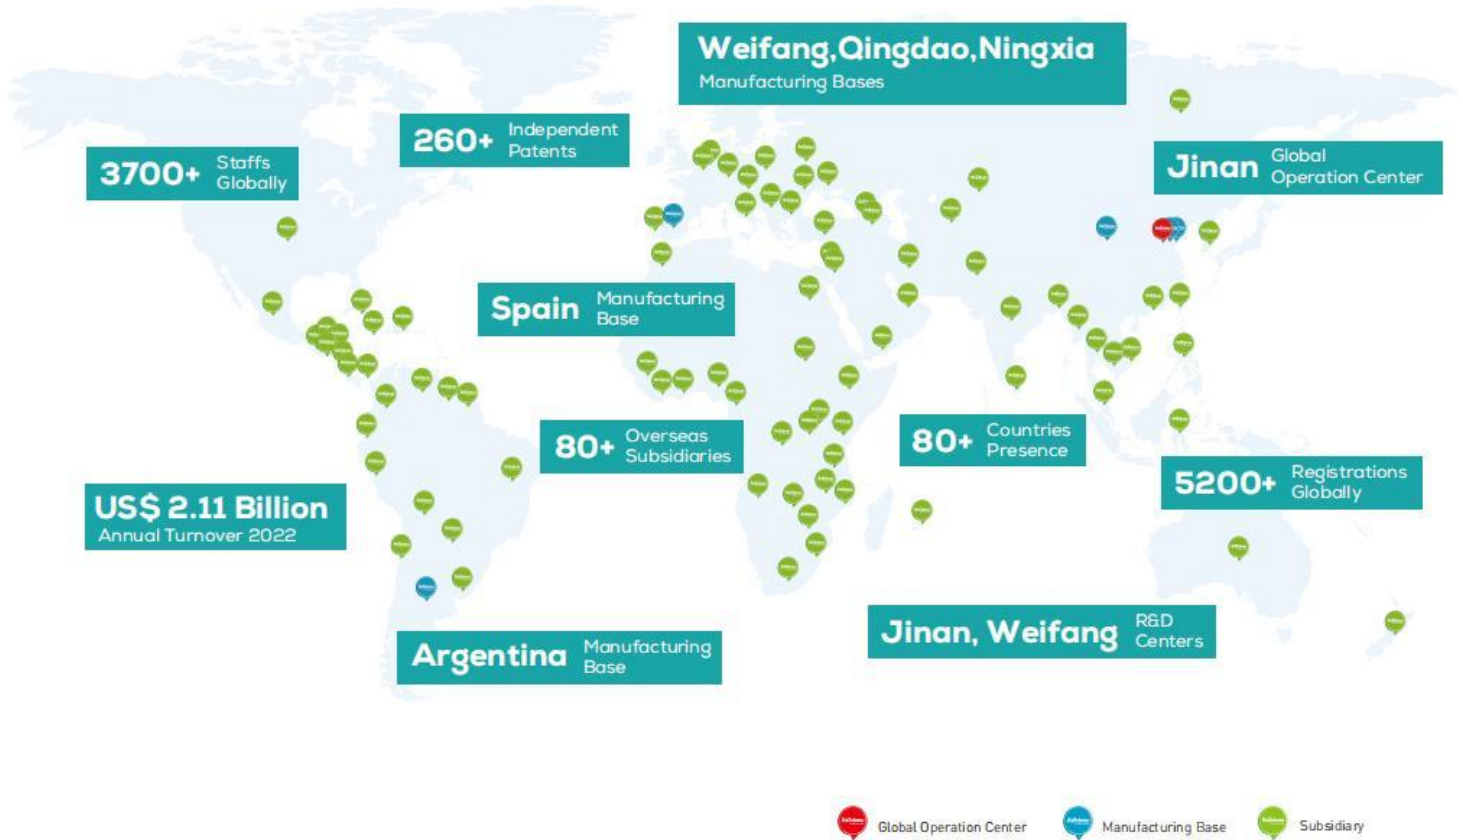 Weifang,Qingdao,Ningxia
Manufacturing Bases
260+ Independent
Patents
3700+ Staffs
Globally
Jinan Global
Operation Center
Spain Manufacturing
Base
80+ Overseas
Subsidiaries
80+ Countries
Presence
5200+ Registrations
Globally
US$ 2.11 Billion
Annual Turnover 2022
Jinan, Weifang R&D
Centers
Argentina Manufacturing
Base
Global Operation Center
Manufacturing Base
Subsidiary